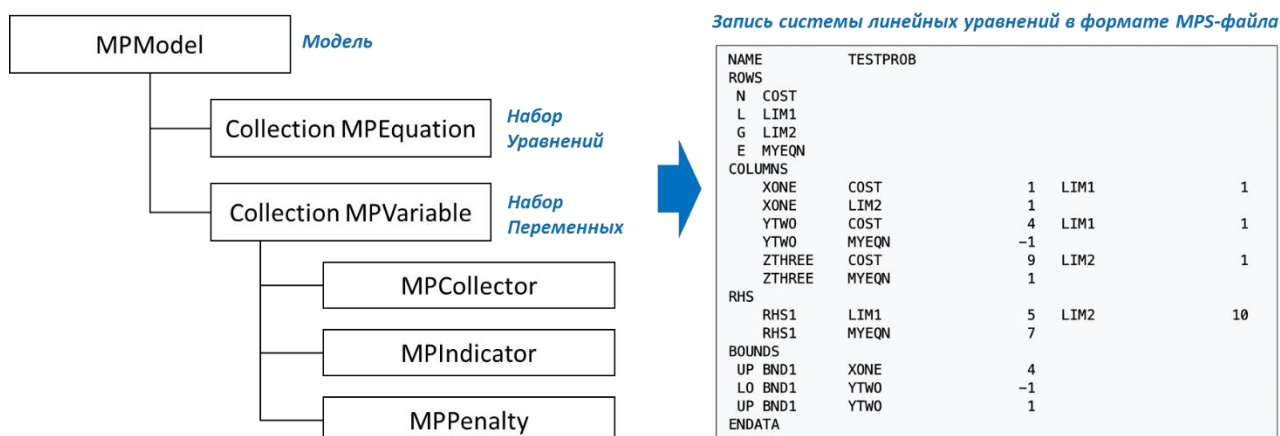 MPModel
Модель
Collection MPEquation
Набор
Уравнений
Collection MPVariable
Набор
Переменных
MPCollector
MPIndicator
MPPenalty
Запись системы линейных уравнений в формате MPS-файла
NAME TESTPROB
ROWS
N COST
L LIM1
G LIM2
E MYEQN
COLUMNS
XONE COST 1 LIM1 1
XONE LIM2 1
YTWO COST 4 LIM1 1
YTWO MYEQN -1
ZTHREE COST 9 LIM2 1
ZTHREE MYEQN 1
RHS
RHS1 LIM1 5 LIM2 10
RHS1 MYEQN 7
BOUNDS
UP BND1 XONE 4
LO BND1 YTWO -1
UP BND1 YTWO 1
ENDATA